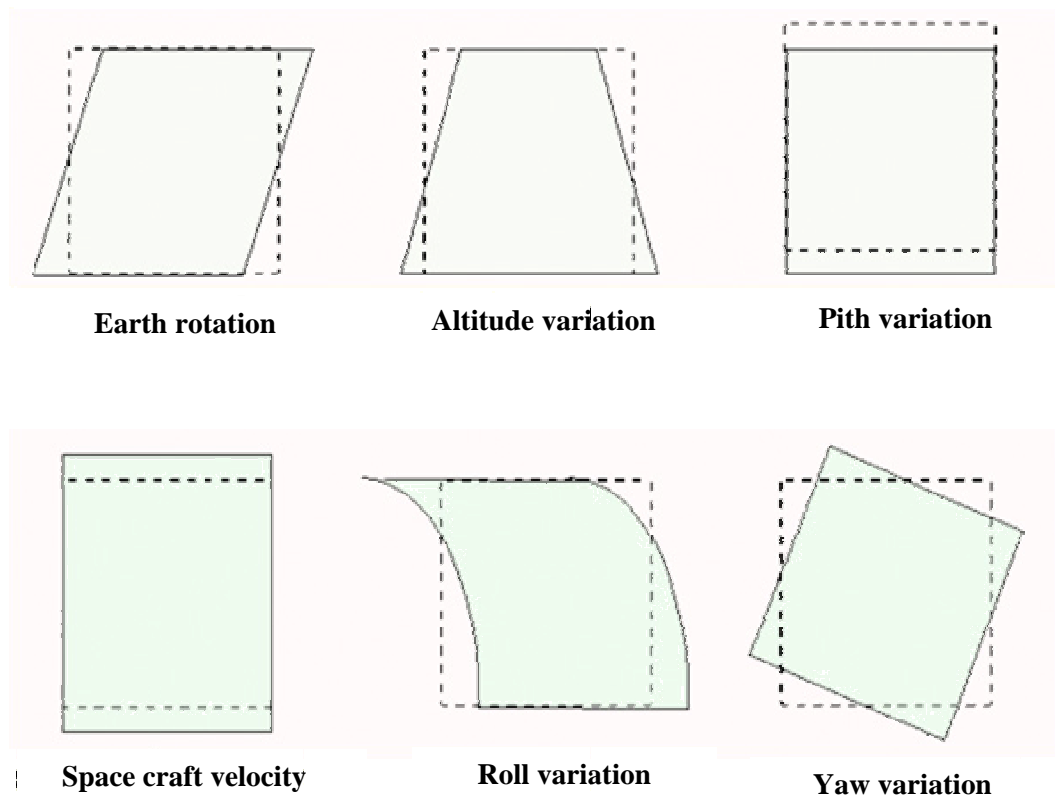 Earth rotation
Altitude variation
Pith variation
Space craft velocity
Roll variation
Yaw variation